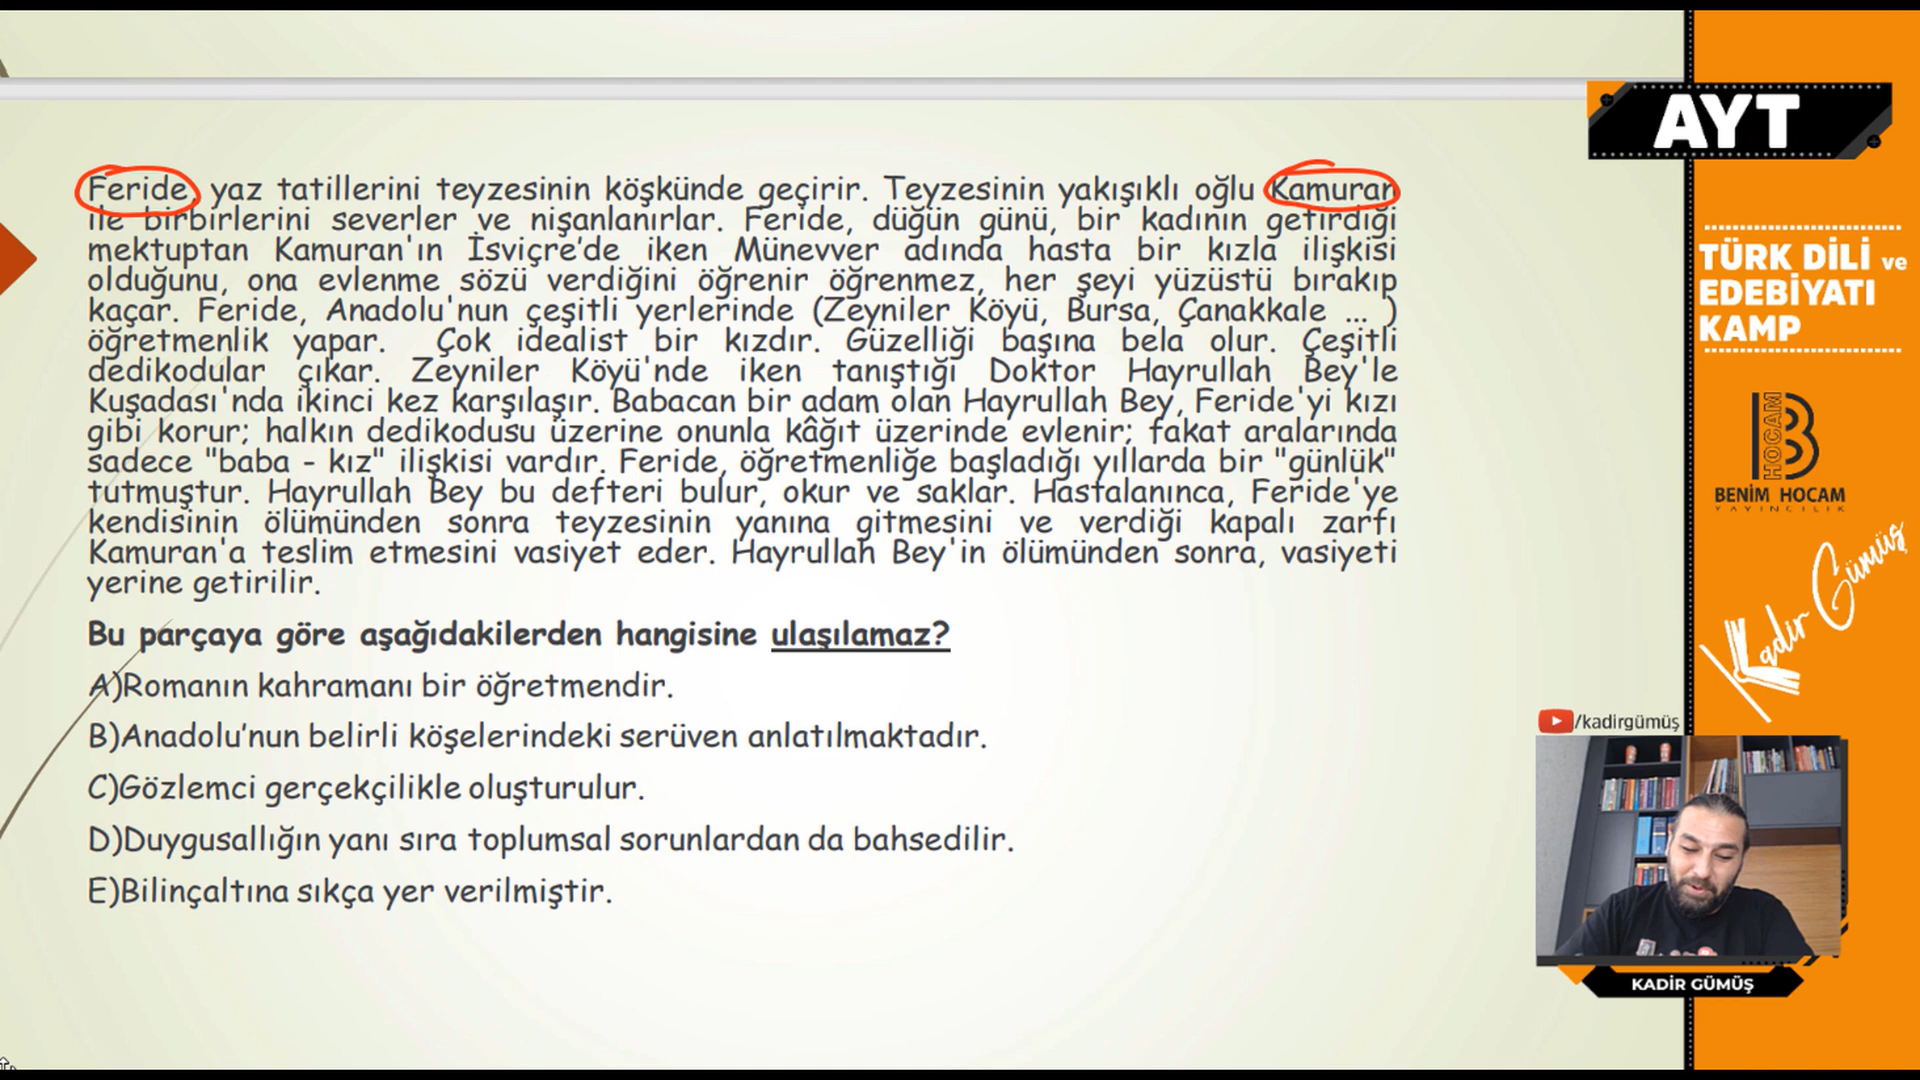 Feride, yaz tatillerini teyzesinin köşkünde geçirir. Teyzesinin yakışıklı oğlu Kamuran
ile birbirlerini severler ve nişanlanırlar. Feride, düğün günü, bir kadının getirdiği
mektuptan Kamuran'ın İsviçre’de iken Münevver adında hasta bir kızla ilişkisi
olduğunu, ona evlenme sözü verdiğini öğrenir öğrenmez, her şeyi yüzüstü bırakıp
kaçar. Feride, Anadolu'nun çeşitli yerlerinde (Zeyniler Köyü, Bursa, Çanakkale ... )
öğretmenlik yapar. Çok idealist bir kızdır. Güzelliği başına bela olur. Çeşitli
dedikodular çıkar. Zeyniler Köyü'nde iken tanıştığı Doktor Hayrullah Bey'le
Kuşadası'nda ikinci kez karşılaşır. Babacan bir adam olan Hayrullah Bey, Feride'yi kızı
gibi korur; halkın dedikodusu üzerine onunla kâğıt üzerinde evlenir; fakat aralarında
sadece "baba - kız" ilişkisi vardır. Feride, öğretmenliğe başladığı yıllarda bir "günlük"
tutmuştur. Hayrullah Bey bu defteri bulur, okur ve saklar. Hastalanınca, Feride'ye
kendisinin ölümünden sonra teyzesinin yanına gitmesini ve verdiği kapalı zarfı
Kamuran'a teslim etmesini vasiyet eder. Hayrullah Bey'in ölümünden sonra, vasiyeti
yerine getirilir.
Bu parçaya göre aşağıdakilerden hangisine ulaşılamaz?
A)Romanın kahramanı bir öğretmendir.
B)Anadolu’nun belirli köşelerindeki serüven anlatılmaktadır.
C)Gözlemci gerçekçilikle oluşturulur.
D)Duygusallığın yanı sıra toplumsal sorunlardan da bahsedilir.
E)Bilinçaltına sıkça yer verilmiştir.
AYT
TÜRK DİLİ ve
EDEBİYATI
KAMP
HOCAM
BENİM HOCAM
YAYINCILIK
Kadir Gümüş
/kadirgümüş
KADİR GÜMÜŞ